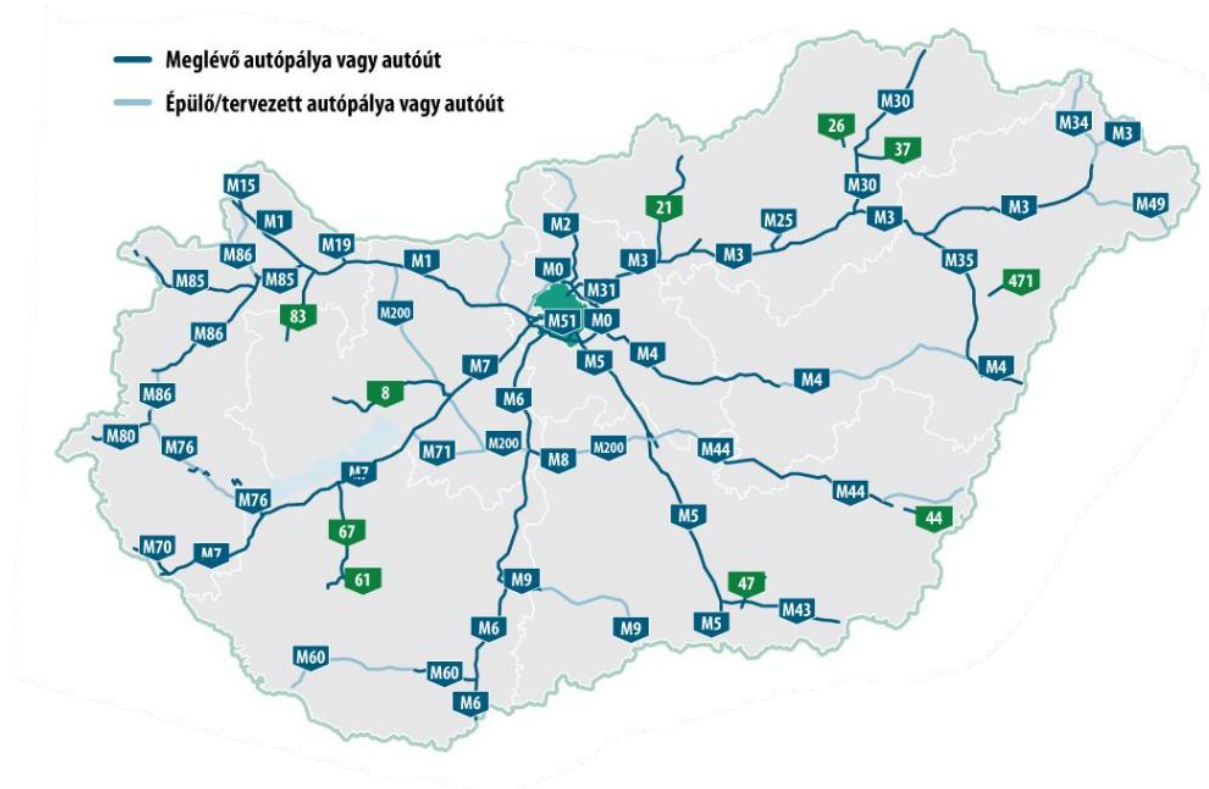 Meglévő autópálya vagy autóút
Épülő/tervezett autópálya vagy autóút
M30
26
37
M34
M3
M15
M30
M1
21
M2
M25
M3
M3
M49
M86
M19
M1
M0
M3
M3
M35
M85
M85
M31
471
83
M200
M51
M0
M86
M5
M4
M7
M4
M4
M86
8
M6
M80
M76
M71
M200
M8
M200
M44
M7
M76
M44
M5
44
67
M70
M7
61
M9
47
M43
M6
M9
M5
M60
M60
M6